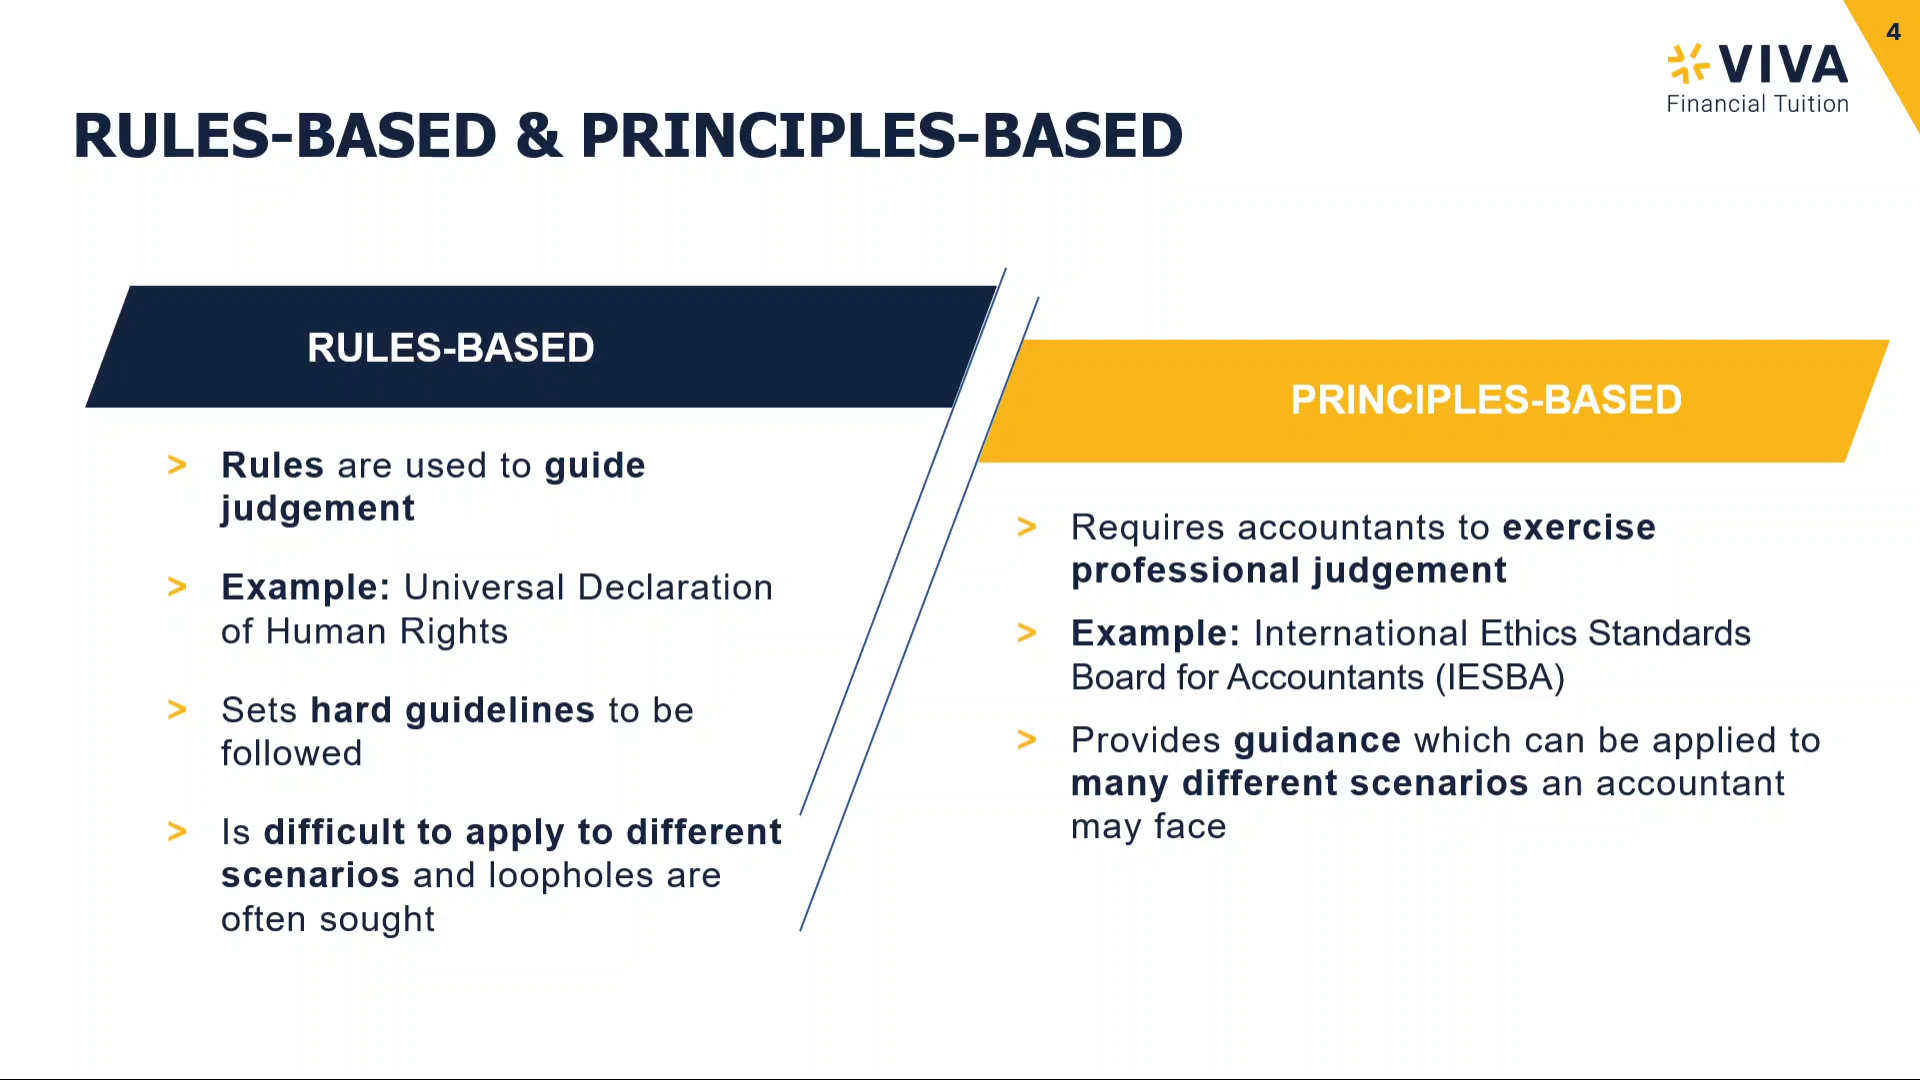 4
VIVA
Financial Tuition
RULES-BASED & PRINCIPLES-BASED
RULES-BASED
> Rules are used to guide
judgement
> Example: Universal Declaration
of Human Rights
> Sets hard guidelines to be
followed
> Is difficult to apply to different
scenarios and loopholes are
often sought
PRINCIPLES-BASED
> Requires accountants to exercise
professional judgement
> Example: International Ethics Standards
Board for Accountants (IESBA)
> Provides guidance which can be applied to
many different scenarios an accountant
may face